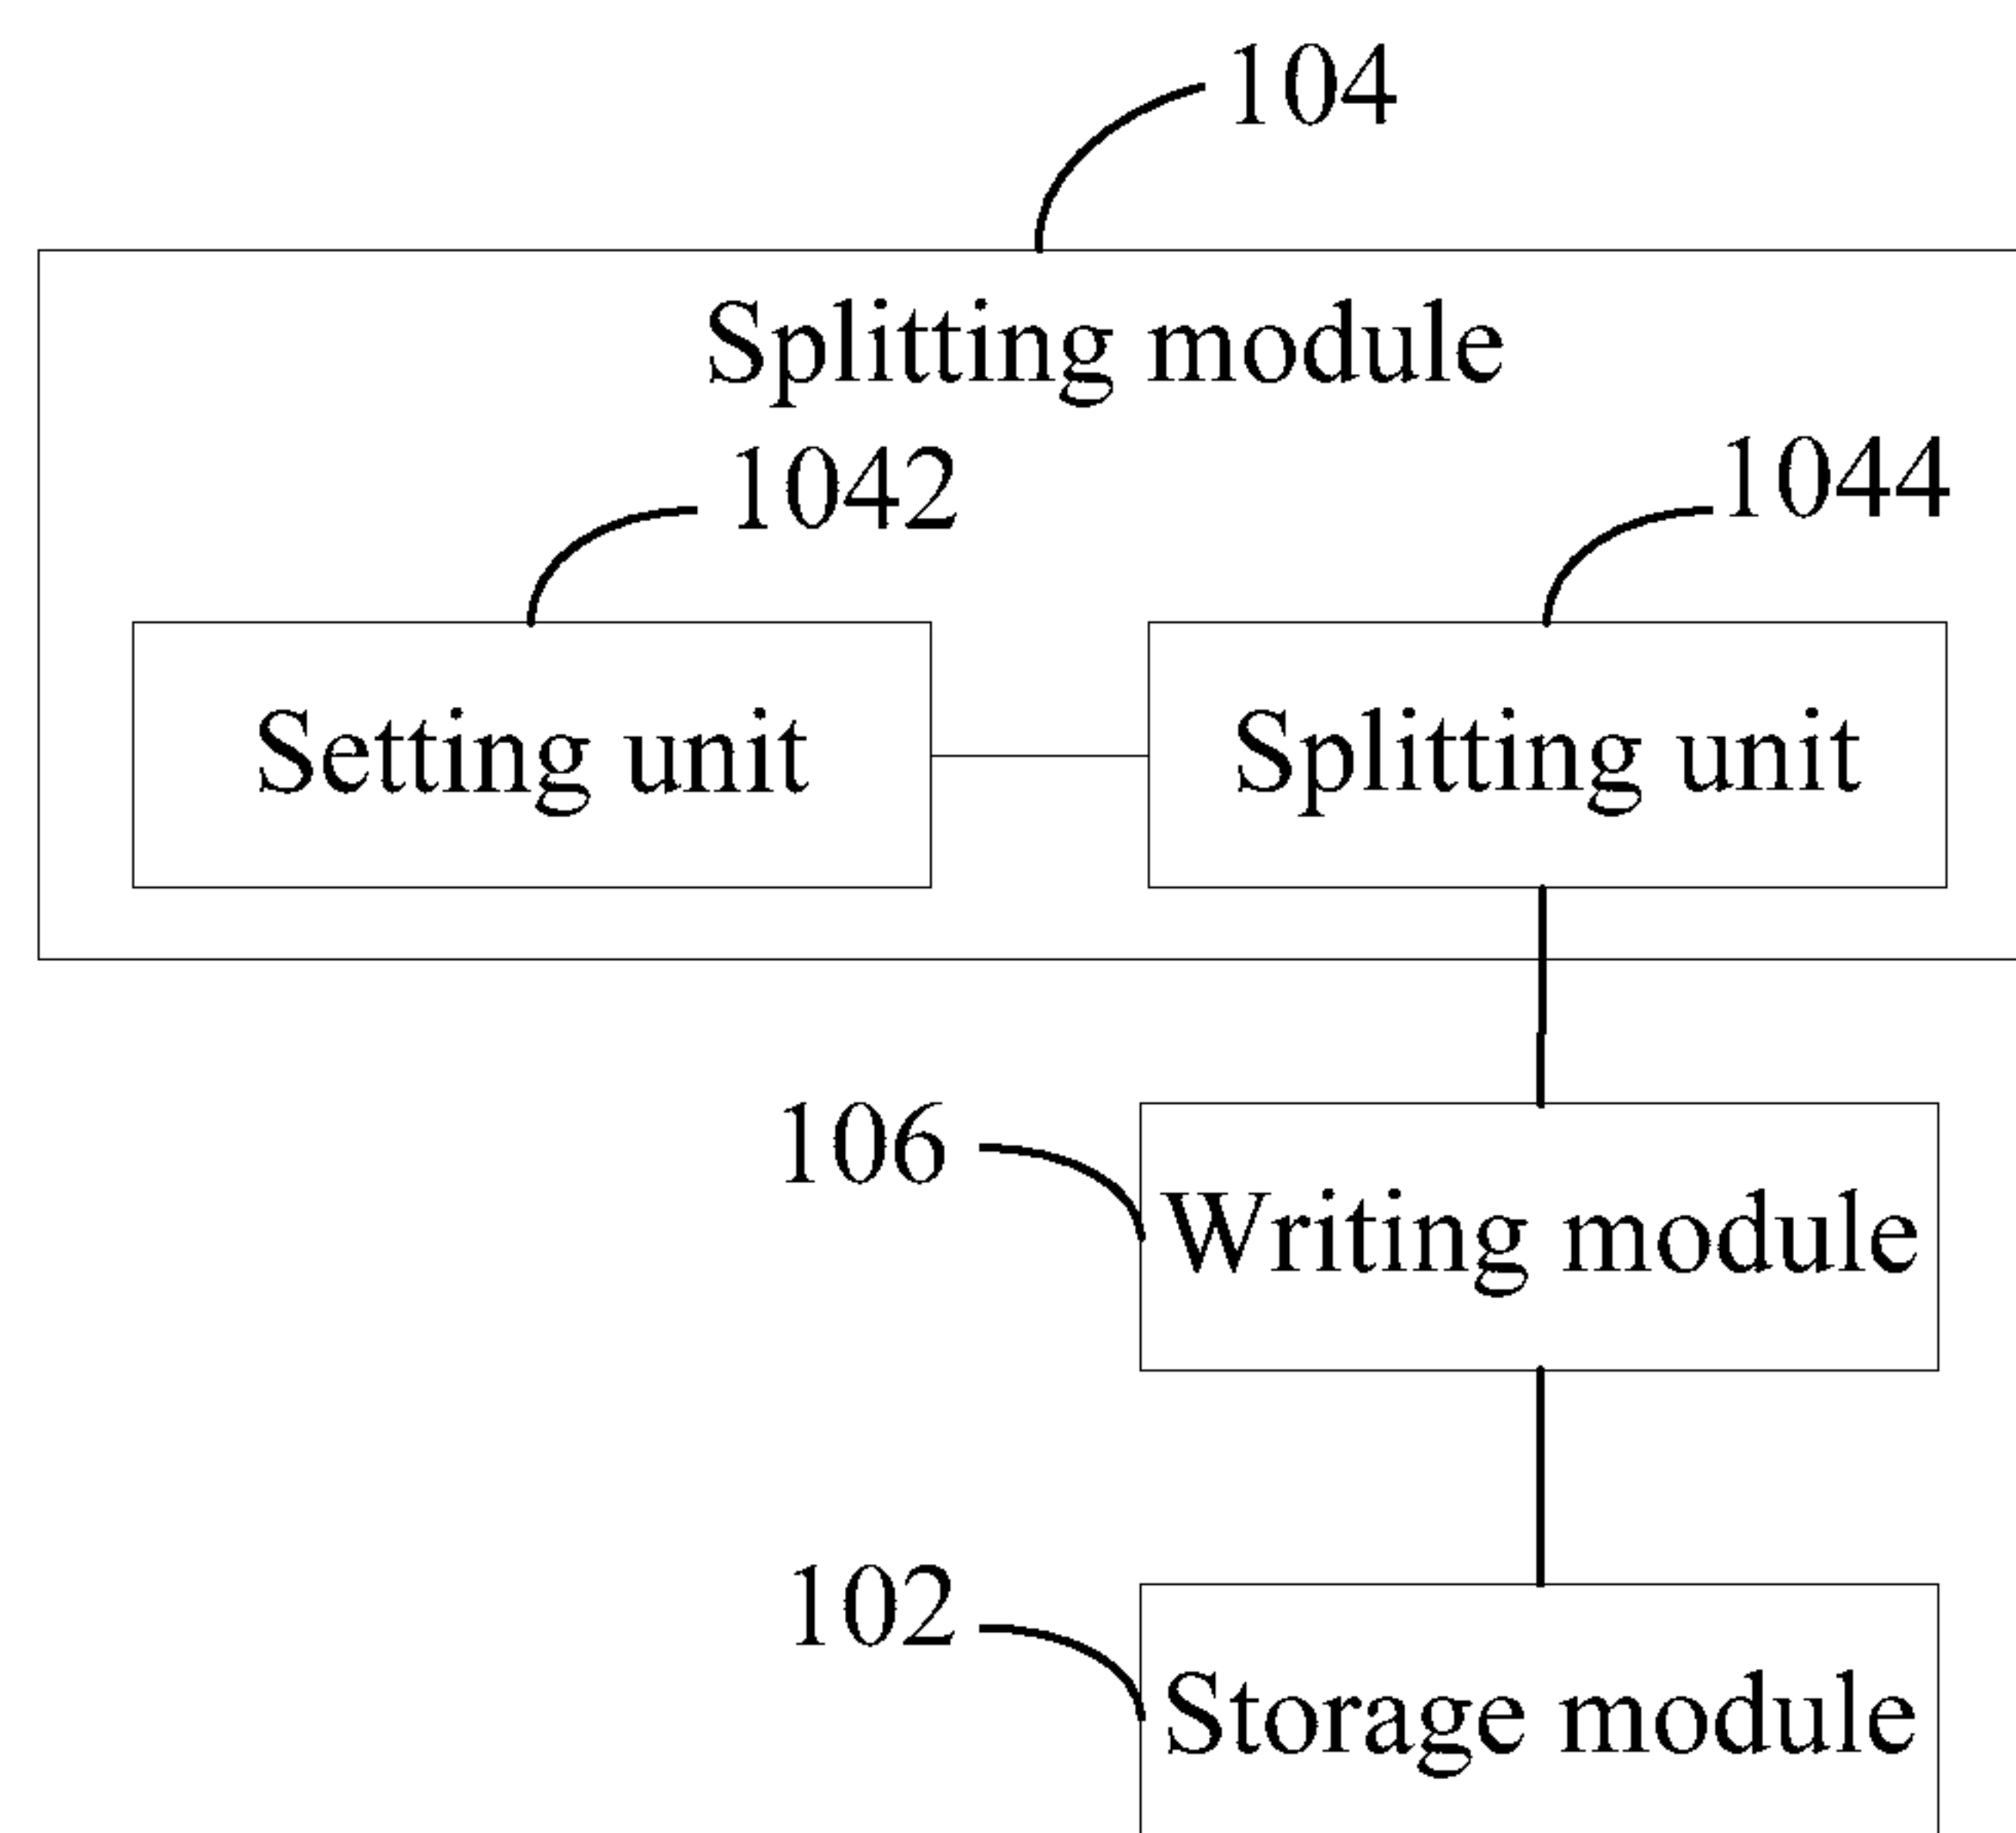 104
Splitting module
1042
1044
Setting unit
Splitting unit
106
Writing module
102
Storage module